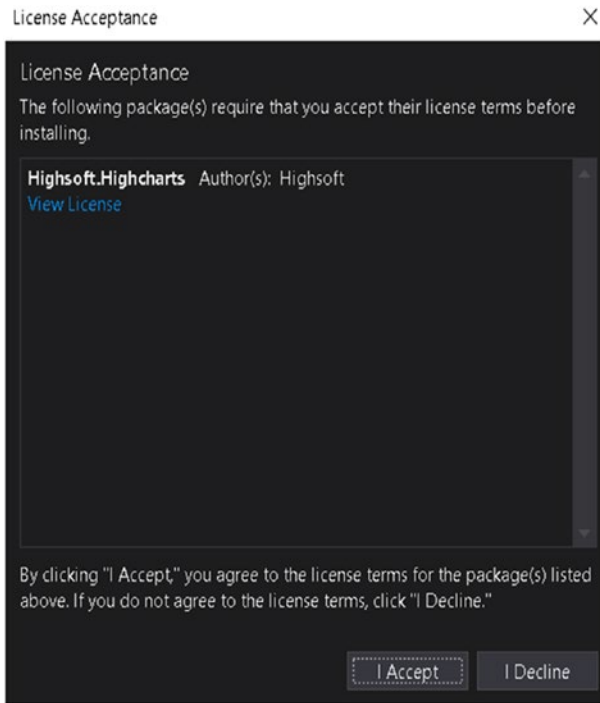 License Acceptance
License Acceptance
The following package(s) require that you accept their license terms before
installing.
Highsoft.Highcharts Author(s): Highsoft
View License
By clicking "I Accept," you agree to the license terms for the package(s) listed
above. If you do not agree to the license terms, click "I Decline."
I Accept I Decline